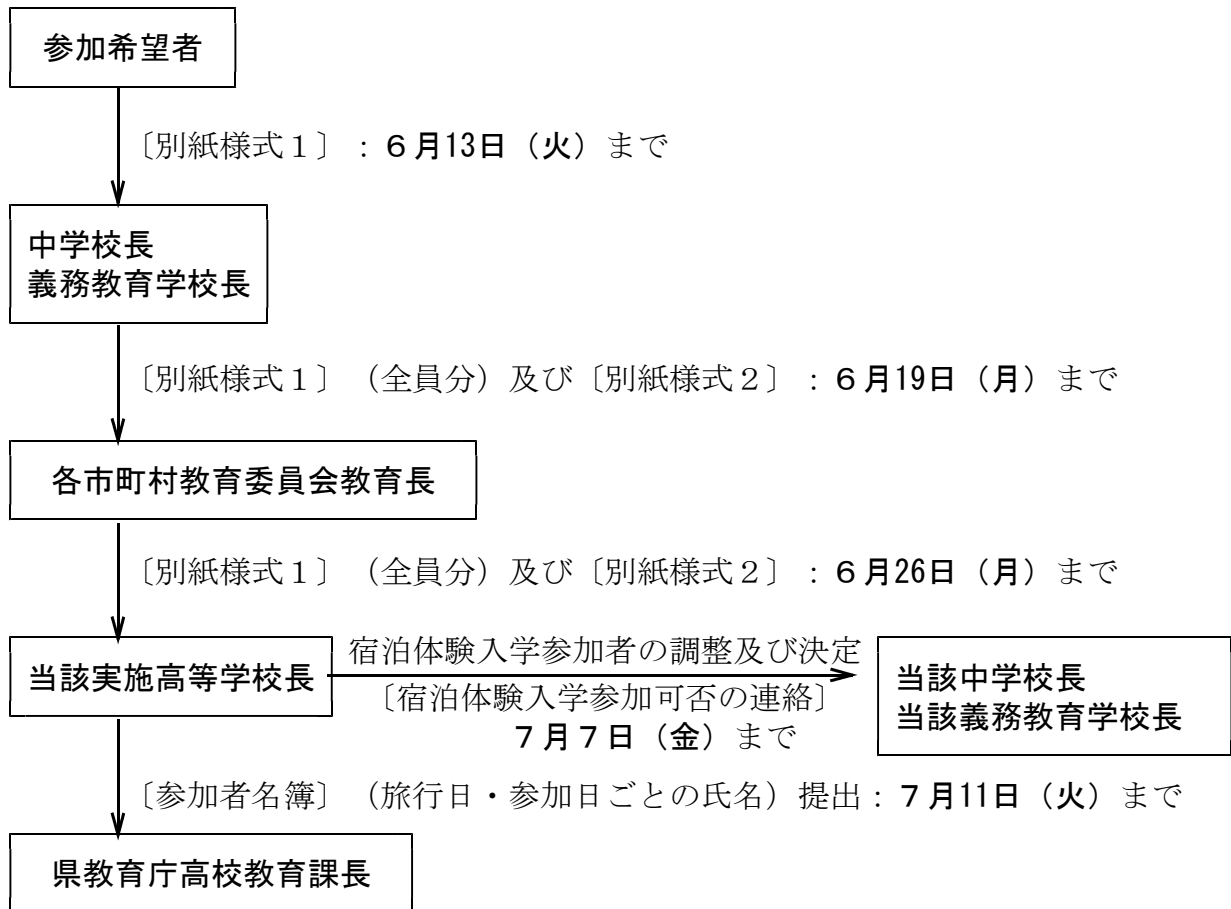 参加希望者
〔別紙様式１〕：６月13日（火）まで
中学校長
義務教育学校長
〔別紙様式１〕（全員分）及び〔別紙様式２〕：６月19日（月）まで
各市町村教育委員会教育長
〔別紙様式１〕（全員分）及び〔別紙様式２〕：６月26日（月）まで
当該実施高等学校長
宿泊体験入学参加者の調整及び決定
〔宿泊体験入学参加可否の連絡〕
７月７日（金）まで
当該中学校長
当該義務教育学校長
〔参加者名簿〕（旅行日・参加日ごとの氏名）提出：７月11日（火）まで
県教育庁高校教育課長